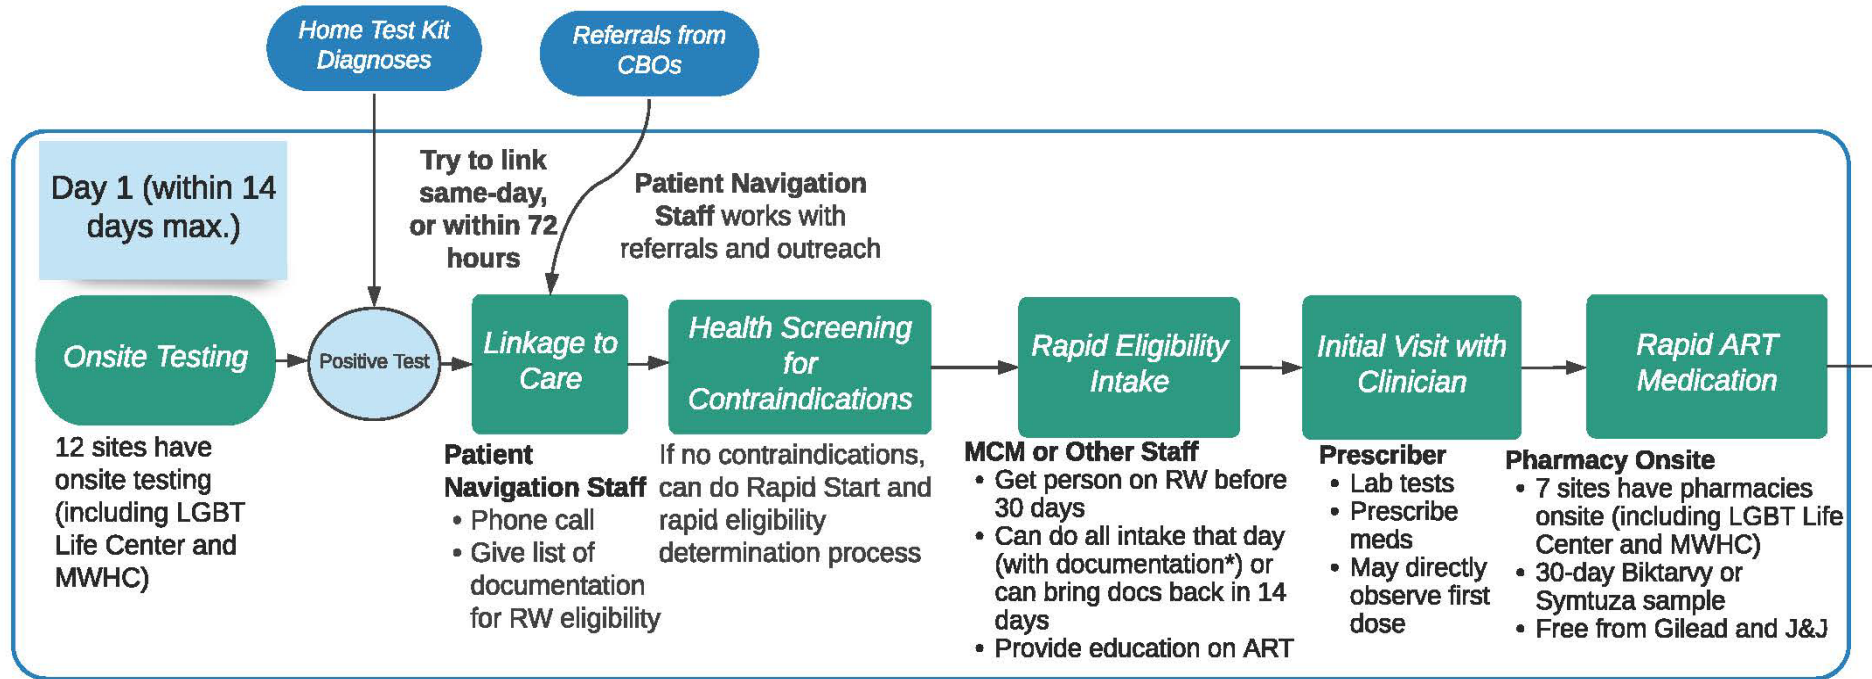 Home Test Kit
Diagnoses
Referrals from
CBOs
Day 1 (within 14
days max.)
Try to link
same-day,
or within 72
hours
Patient Navigation
Staff works with
referrals and outreach
Onsite Testing
Positive Test
Linkage to
Care
Health Screening
for
Contraindications
Rapid Eligibility
Intake
Initial Visit with
Clinician
Rapid ART
Medication
12 sites have
onsite testing
(including LGBT
Life Center and
MWHC)
Patient
Navigation Staff
• Phone call
• Give list of
documentation
for RW eligibility
If no contraindications,
can do Rapid Start and
rapid eligibility
determination process
MCM or Other Staff
• Get person on RW before
30 days
• Can do all intake that day
(with documentation*) or
can bring docs back in 14
days
• Provide education on ART
Prescriber
• Lab tests
• Prescribe
meds
• May directly
observe first
dose
Pharmacy Onsite
• 7 sites have pharmacies
onsite (including LGBT Life
Center and MWHC)
• 30-day Biktarvy or
Symtuza sample
• Free from Gilead and J&J